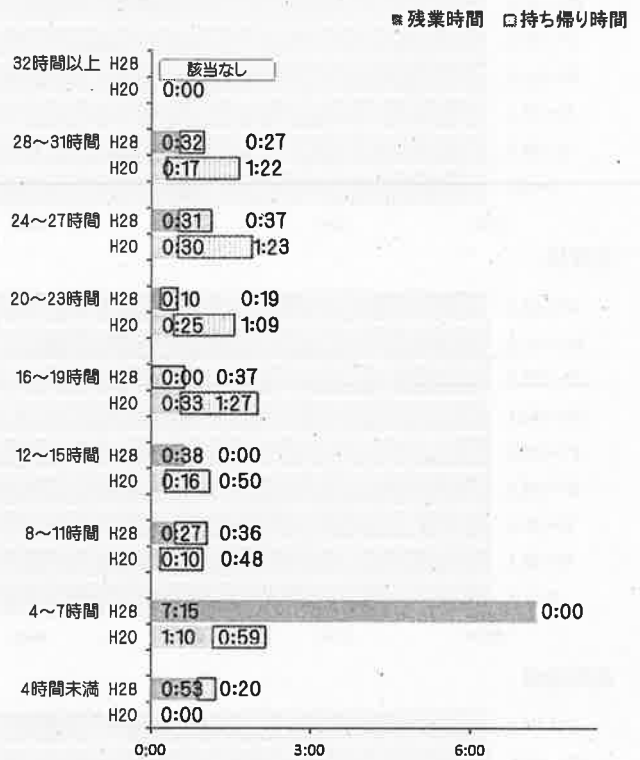 ■ 残業時間 □ 持ち帰り時間
32時間以上 H28 該当なし
H20 0:00
28～31時間 H28 0:32 0:27
H20 0:17 1:22
24～27時間 H28 0:31 0:37
H20 0:30 1:23
20～23時間 H28 0:10 0:19
H20 0:25 1:09
16～19時間 H28 0:00 0:37
H20 0:33 1:27
12～15時間 H28 0:38 0:00
H20 0:16 0:50
8～11時間 H28 0:27 0:36
H20 0:10 0:48
4～7時間 H28 7:15 0:00
H20 1:10 0:59
4時間未満 H28 0:53 0:20
H20 0:00
0:00 3:00 6:00